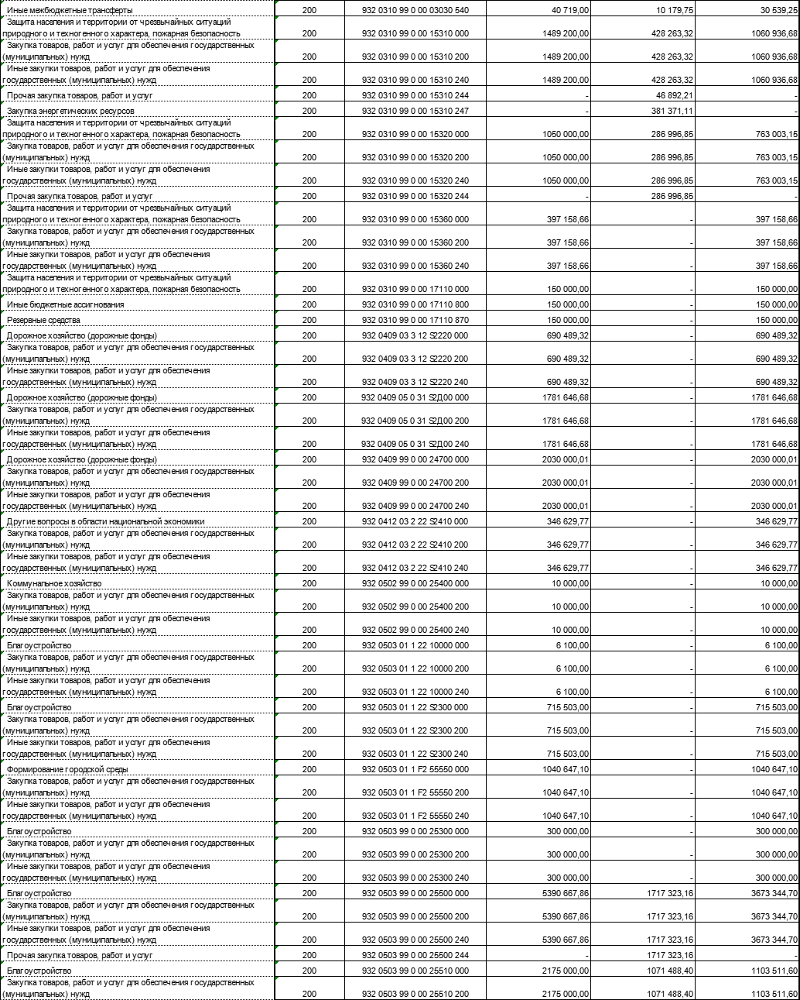 Иные межбюджетные трансферты 200 932 0310 99 0 00 03030 540 40 719,00 10 179,75 30 539,25
Защита населения и территории от чрезвычайных ситуаций
природного и техногенного характера, пожарная безопасность 200 932 0310 99 0 00 15310 000 1489 200,00 428 263,32 1060 936,68
Закупка товаров, работ и услуг для обеспечения государственных
(муниципальных) нужд 200 932 0310 99 0 00 15310 200 1489 200,00 428 263,32 1060 936,68
Иные закупки товаров, работ и услуг для обеспечения
государственных (муниципальных) нужд 200 932 0310 99 0 00 15310 240 1489 200,00 428 263,32 1060 936,68
Прочая закупка товаров, работ и услуг 200 932 0310 99 0 00 15310 244 - 46 892,21 -
Закупка энергетических ресурсов 200 932 0310 99 0 00 15310 247 - 381 371,11 -
Защита населения и территории от чрезвычайных ситуаций
природного и техногенного характера, пожарная безопасность 200 932 0310 99 0 00 15320 000 1050 000,00 286 996,85 763 003,15
Закупка товаров, работ и услуг для обеспечения государственных
(муниципальных) нужд 200 932 0310 99 0 00 15320 200 1050 000,00 286 996,85 763 003,15
Иные закупки товаров, работ и услуг для обеспечения
государственных (муниципальных) нужд 200 932 0310 99 0 00 15320 240 1050 000,00 286 996,85 763 003,15
Прочая закупка товаров, работ и услуг 200 932 0310 99 0 00 15320 244 - 286 996,85 -
Защита населения и территории от чрезвычайных ситуаций
природного и техногенного характера, пожарная безопасность 200 932 0310 99 0 00 15360 000 397 158,66 - 397 158,66
Закупка товаров, работ и услуг для обеспечения государственных
(муниципальных) нужд 200 932 0310 99 0 00 15360 200 397 158,66 - 397 158,66
Иные закупки товаров, работ и услуг для обеспечения
государственных (муниципальных) нужд 200 932 0310 99 0 00 15360 240 397 158,66 - 397 158,66
Защита населения и территории от чрезвычайных ситуаций
природного и техногенного характера, пожарная безопасность 200 932 0310 99 0 00 17110 000 150 000,00 - 150 000,00
Иные бюджетные ассигнования 200 932 0310 99 0 00 17110 800 150 000,00 - 150 000,00
Резервные средства 200 932 0310 99 0 00 17110 870 150 000,00 - 150 000,00
Дорожное хозяйство (дорожные фонды) 200 932 0409 03 3 12 S2220 000 690 489,32 - 690 489,32
Закупка товаров, работ и услуг для обеспечения государственных
(муниципальных) нужд 200 932 0409 03 3 12 S2220 200 690 489,32 - 690 489,32
Иные закупки товаров, работ и услуг для обеспечения
государственных (муниципальных) нужд 200 932 0409 03 3 12 S2220 240 690 489,32 - 690 489,32
Дорожное хозяйство (дорожные фонды) 200 932 0409 05 0 31 S2Д00 000 1781 646,68 - 1781 646,68
Закупка товаров, работ и услуг для обеспечения государственных
(муниципальных) нужд 200 932 0409 05 0 31 S2Д00 200 1781 646,68 - 1781 646,68
Иные закупки товаров, работ и услуг для обеспечения
государственных (муниципальных) нужд 200 932 0409 05 0 31 S2Д00 240 1781 646,68 - 1781 646,68
Дорожное хозяйство (дорожные фонды) 200 932 0409 99 0 00 24700 000 2030 000,01 - 2030 000,01
Закупка товаров, работ и услуг для обеспечения государственных
(муниципальных) нужд 200 932 0409 99 0 00 24700 200 2030 000,01 - 2030 000,01
Иные закупки товаров, работ и услуг для обеспечения
государственных (муниципальных) нужд 200 932 0409 99 0 00 24700 240 2030 000,01 - 2030 000,01
Другие вопросы в области национальной экономики 200 932 0412 03 2 22 S2410 000 346 629,77 - 346 629,77
Закупка товаров, работ и услуг для обеспечения государственных
(муниципальных) нужд 200 932 0412 03 2 22 S2410 200 346 629,77 - 346 629,77
Иные закупки товаров, работ и услуг для обеспечения
государственных (муниципальных) нужд 200 932 0412 03 2 22 S2410 240 346 629,77 - 346 629,77
Коммунальное хозяйство 200 932 0502 99 0 00 25400 000 10 000,00 - 10 000,00
Закупка товаров, работ и услуг для обеспечения государственных
(муниципальных) нужд 200 932 0502 99 0 00 25400 200 10 000,00 - 10 000,00
Иные закупки товаров, работ и услуг для обеспечения
государственных (муниципальных) нужд 200 932 0502 99 0 00 25400 240 10 000,00 - 10 000,00
Благоустройство 200 932 0503 01 1 22 10000 000 6 100,00 - 6 100,00
Закупка товаров, работ и услуг для обеспечения государственных
(муниципальных) нужд 200 932 0503 01 1 22 10000 200 6 100,00 - 6 100,00
Иные закупки товаров, работ и услуг для обеспечения
государственных (муниципальных) нужд 200 932 0503 01 1 22 10000 240 6 100,00 - 6 100,00
Благоустройство 200 932 0503 01 1 22 S2300 000 715 503,00 - 715 503,00
Закупка товаров, работ и услуг для обеспечения государственных
(муниципальных) нужд 200 932 0503 01 1 22 S2300 200 715 503,00 - 715 503,00
Иные закупки товаров, работ и услуг для обеспечения
государственных (муниципальных) нужд 200 932 0503 01 1 22 S2300 240 715 503,00 - 715 503,00
Формирование городской среды 200 932 0503 01 1 F2 55550 000 1040 647,10 - 1040 647,10
Закупка товаров, работ и услуг для обеспечения государственных
(муниципальных) нужд 200 932 0503 01 1 F2 55550 200 1040 647,10 - 1040 647,10
Иные закупки товаров, работ и услуг для обеспечения
государственных (муниципальных) нужд 200 932 0503 01 1 F2 55550 240 1040 647,10 - 1040 647,10
Благоустройство 200 932 0503 99 0 00 25300 000 300 000,00 - 300 000,00
Закупка товаров, работ и услуг для обеспечения государственных
(муниципальных) нужд 200 932 0503 99 0 00 25300 200 300 000,00 - 300 000,00
Иные закупки товаров, работ и услуг для обеспечения
государственных (муниципальных) нужд 200 932 0503 99 0 00 25300 240 300 000,00 - 300 000,00
Благоустройство 200 932 0503 99 0 00 25500 000 5390 667,86 1717 323,16 3673 344,70
Закупка товаров, работ и услуг для обеспечения государственных
(муниципальных) нужд 200 932 0503 99 0 00 25500 200 5390 667,86 1717 323,16 3673 344,70
Иные закупки товаров, работ и услуг для обеспечения
государственных (муниципальных) нужд 200 932 0503 99 0 00 25500 240 5390 667,86 1717 323,16 3673 344,70
Прочая закупка товаров, работ и услуг 200 932 0503 99 0 00 25500 244 - 1717 323,16 -
Благоустройство 200 932 0503 99 0 00 25510 000 2175 000,00 1071 488,40 1103 511,60
Закупка товаров, работ и услуг для обеспечения государственных
(муниципальных) нужд 200 932 0503 99 0 00 25510 200 2175 000,00 1071 488,40 1103 511,60